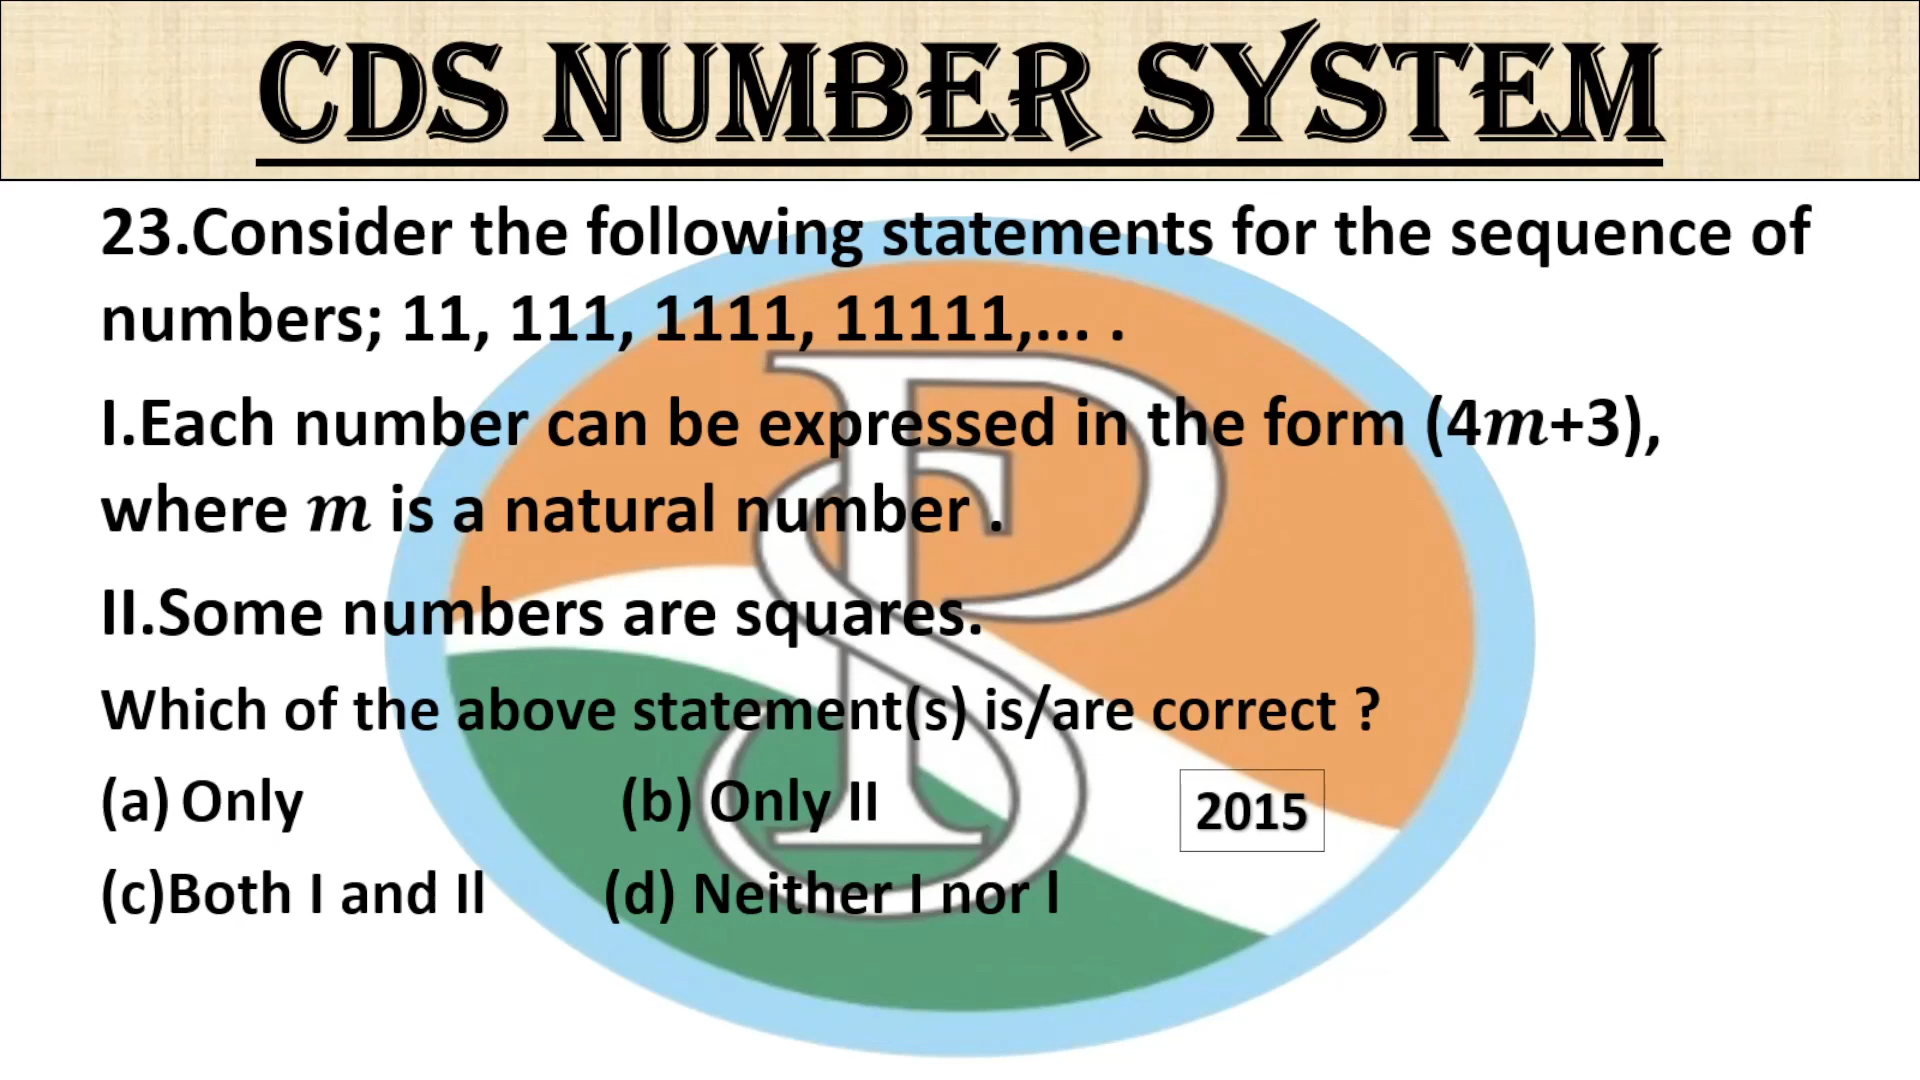 CDS NUMBER SYSTEM
23.Consider the following statements for the sequence of
numbers; 11, 111, 1111, 11111,... .
I.Each number can be expressed in the form (4m+3),
where m is a natural number .
II.Some numbers are squares.
Which of the above statement(s) is/are correct ?
(a) Only (b) Only II
2015
(c)Both I and Il (d) Neither I nor l